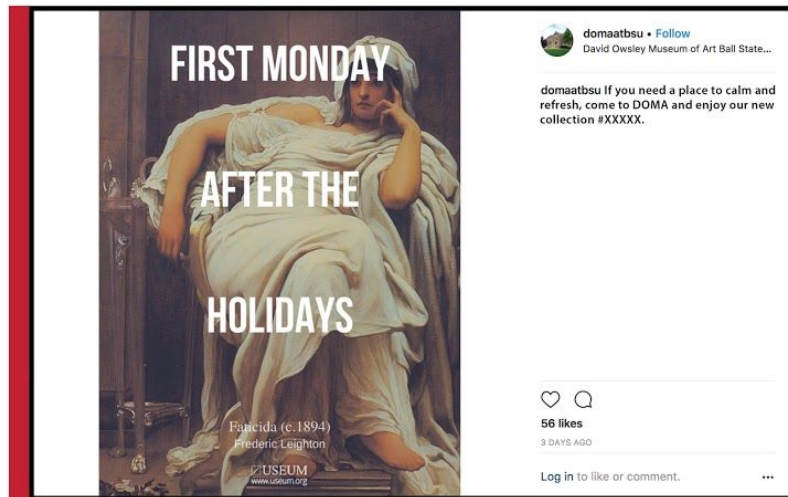 FIRST MONDAY
AFTER THE
HOLIDAYS
Faticida (c.1894)
Frederic Leighton
USEUM
www.useum.org
domaatbsu • Follow
David Owsley Museum of Art Ball State...
domaatbsu If you need a place to calm and
refresh, come to DOMA and enjoy our new
collection #XXXXX.
56 likes
3 DAYS AGO
Log in to like or comment.
...